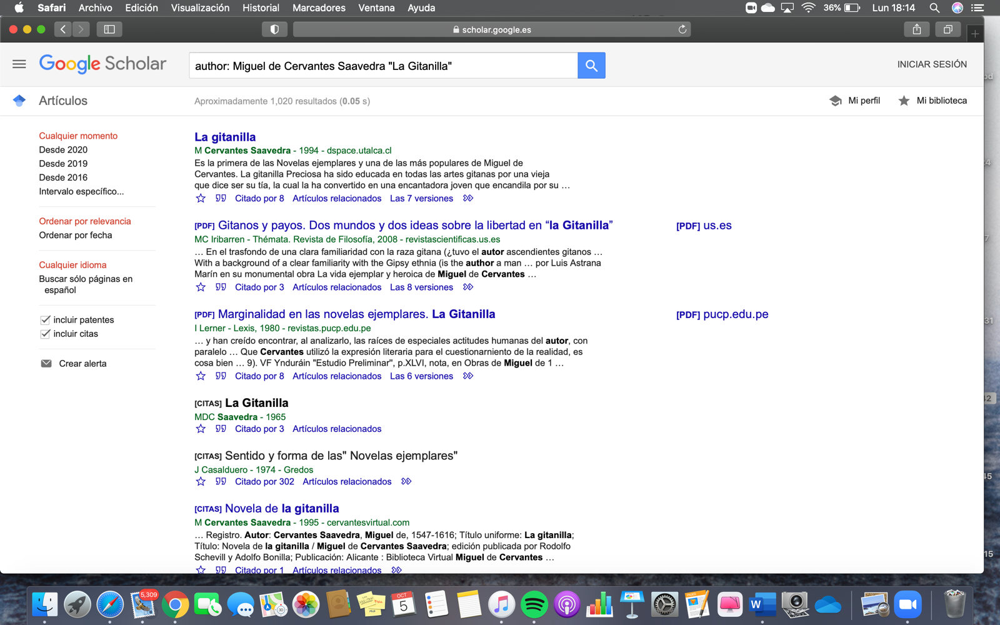 Safari Archivo Edición Visualización Historial Marcadores Ventana Ayuda 36% Lun 18:14
scholar.google.es
Google Scholar author: Miguel de Cervantes Saavedra "La Gitanilla" INICIAR SESIÓN
Artículos Aproximadamente 1,020 resultados (0.05 s) Mi perfil Mi biblioteca
Cualquier momento
Desde 2020
Desde 2019
Desde 2016
Intervalo específico...
Ordenar por relevancia
Ordenar por fecha
Cualquier idioma
Buscar sólo páginas en
español
incluir patentes
incluir citas
Crear alerta
La gitanilla
M Cervantes Saavedra - 1994 - dspace.utalca.cl
Es la primera de las Novelas ejemplares y una de las más populares de Miguel de
Cervantes. La gitanilla Preciosa ha sido educada en todas las artes gitanas por una vieja
que dice ser su tía, la cual la ha convertido en una encantadora joven que encandila por su ...
Citado por 8 Artículos relacionados Las 7 versiones
[PDF] Gitanos y payos. Dos mundos y dos ideas sobre la libertad en “la Gitanilla” [PDF] us.es
MC Iribarren - Thémata. Revista de Filosofía, 2008 - revistascientificas.us.es
... En el trasfondo de una clara familiaridad con la raza gitana (¿tuvo el autor ascendientes gitanos ...
With a background of a clear familiarity with the Gipsy ethnia (is the author a man ... por Luis Astrana
Marín en su monumental obra La vida ejemplar y heroica de Miguel de Cervantes ...
Citado por 3 Artículos relacionados Las 8 versiones
[PDF] Marginalidad en las novelas ejemplares. La Gitanilla [PDF] pucp.edu.pe
I Lerner - Lexis, 1980 - revistas.pucp.edu.pe
... y han creído encontrar, al analizarlo, las raíces de especiales actitudes humanas del autor, con
paralelo ... Que Cervantes utilizó la expresión literaria para el cuestionarniento de la realidad, es
cosa bien ... 9). VF Ynduráin "Estudio Preliminar", p.XLVI, nota, en Obras de Miguel de 1 ...
Citado por 8 Artículos relacionados Las 6 versiones
[CITAS] La Gitanilla
MDC Saavedra - 1965
Citado por 3 Artículos relacionados
[CITAS] Sentido y forma de las" Novelas ejemplares"
J Casalduero - 1974 - Gredos
Citado por 302 Artículos relacionados
[CITAS] Novela de la gitanilla
M Cervantes Saavedra - 1995 - cervantesvirtual.com
... Registro. Autor: Cervantes Saavedra, Miguel de, 1547-1616; Título uniforme: La gitanilla;
Título: Novela de la gitanilla / Miguel de Cervantes Saavedra; edición publicada por Rodolfo
Schevill y Adolfo Bonilla; Publicación: Alicante : Biblioteca Virtual Miguel de Cervantes ...
Citado por 1 Artículos relacionados
5,309
OCT
5
W